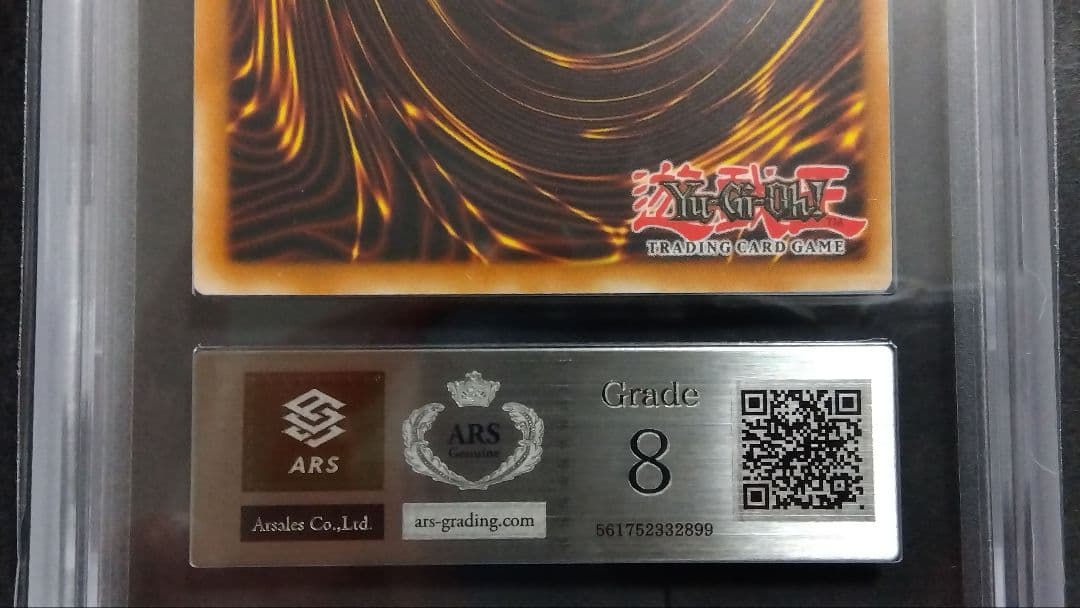 遊戯王
Yu-Gi-Oh!
TM
TRADING CARD GAME
ARS
Arsales Co.,Ltd.
ARS
Genuine
ars-grading.com
Grade
8
561752332899